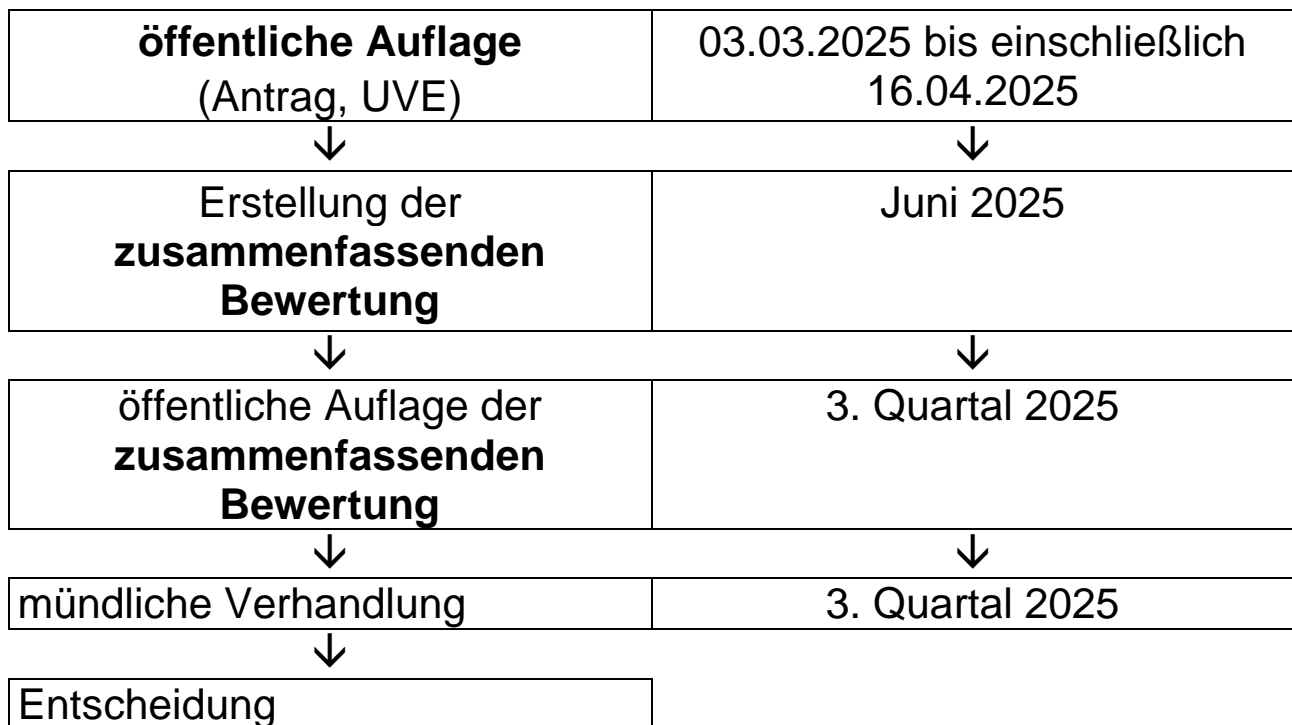 öffentliche Auflage
(Antrag, UVE)
03.03.2025 bis einschließlich
16.04.2025
Erstellung der
zusammenfassenden
Bewertung
Juni 2025
öffentliche Auflage der
zusammenfassenden
Bewertung
3. Quartal 2025
mündliche Verhandlung
3. Quartal 2025
Entscheidung